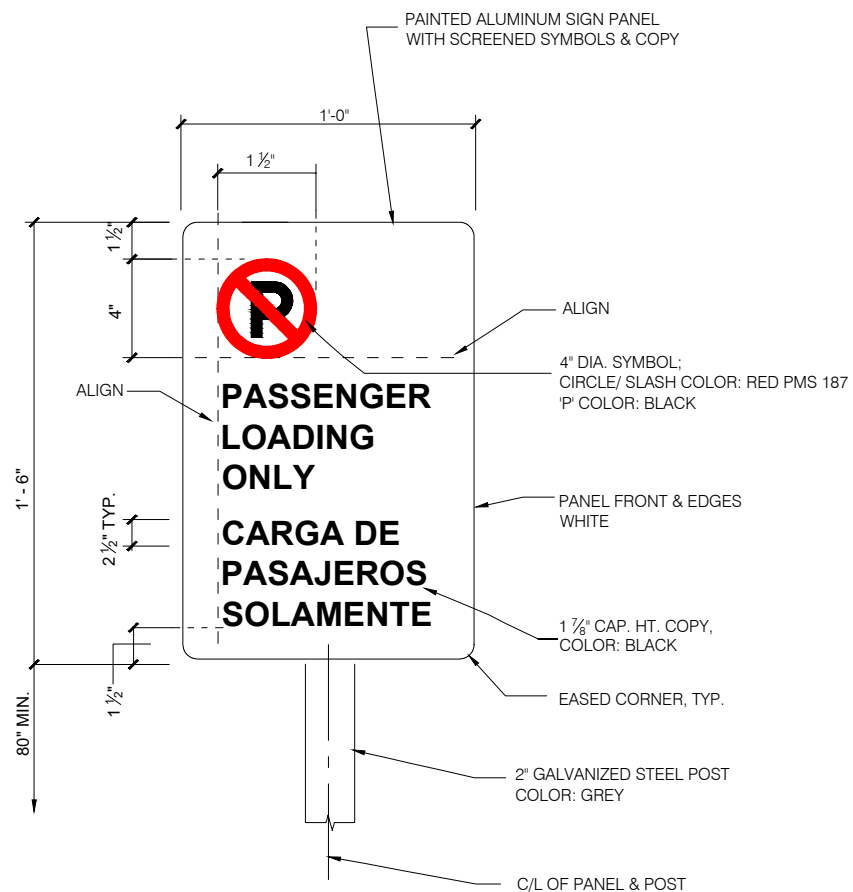 PAINTED ALUMINUM SIGN PANEL
WITH SCREENED SYMBOLS & COPY
1'-0"
1 ½"
1 ½"
4"
P
ALIGN
4" DIA. SYMBOL;
CIRCLE/ SLASH COLOR: RED PMS 187
'P' COLOR: BLACK
ALIGN
PASSENGER
LOADING
ONLY
1' - 6"
2 ½" TYP.
PANEL FRONT & EDGES
WHITE
CARGA DE
PASAJEROS
SOLAMENTE
1 ⅞" CAP. HT. COPY,
COLOR: BLACK
1 ½"
EASED CORNER, TYP.
80" MIN.
2" GALVANIZED STEEL POST
COLOR: GREY
C/L OF PANEL & POST